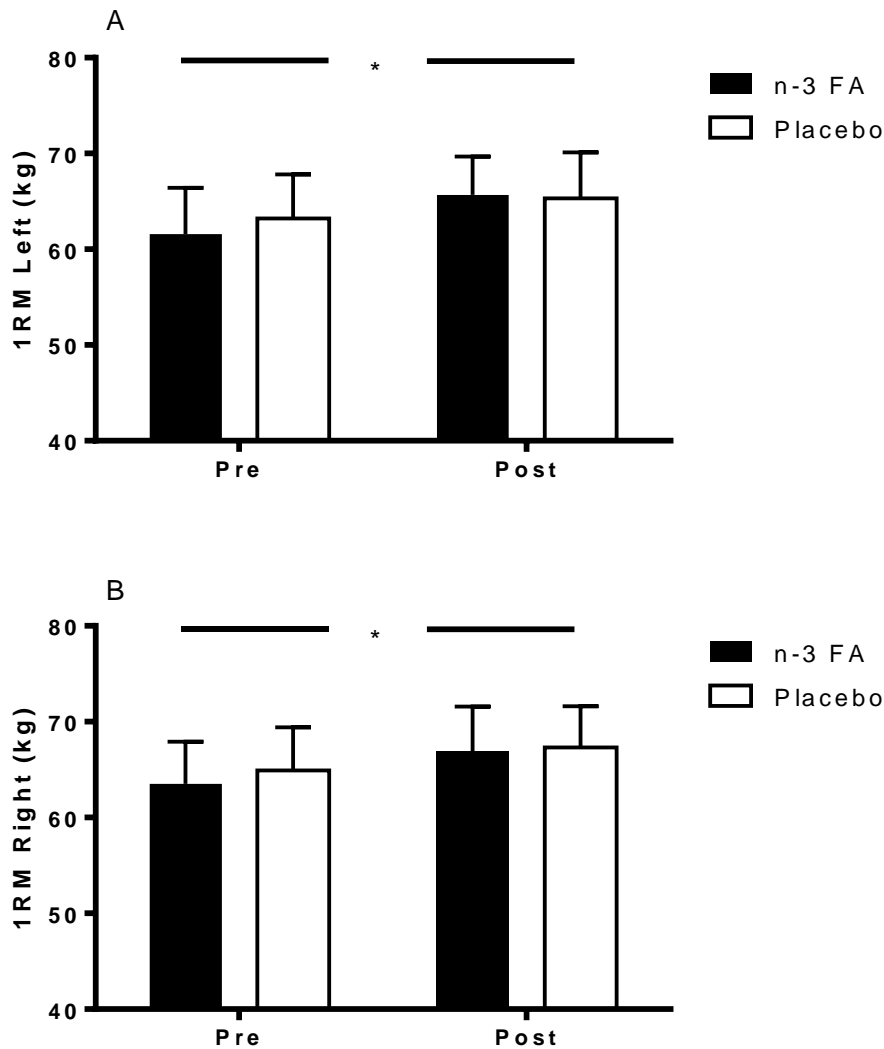 A
80
*
n-3 FA
Placebo
70
60
50
40
1RM Left (kg)
Pre Post
B
80
*
n-3 FA
Placebo
70
60
50
40
1RM Right (kg)
Pre Post